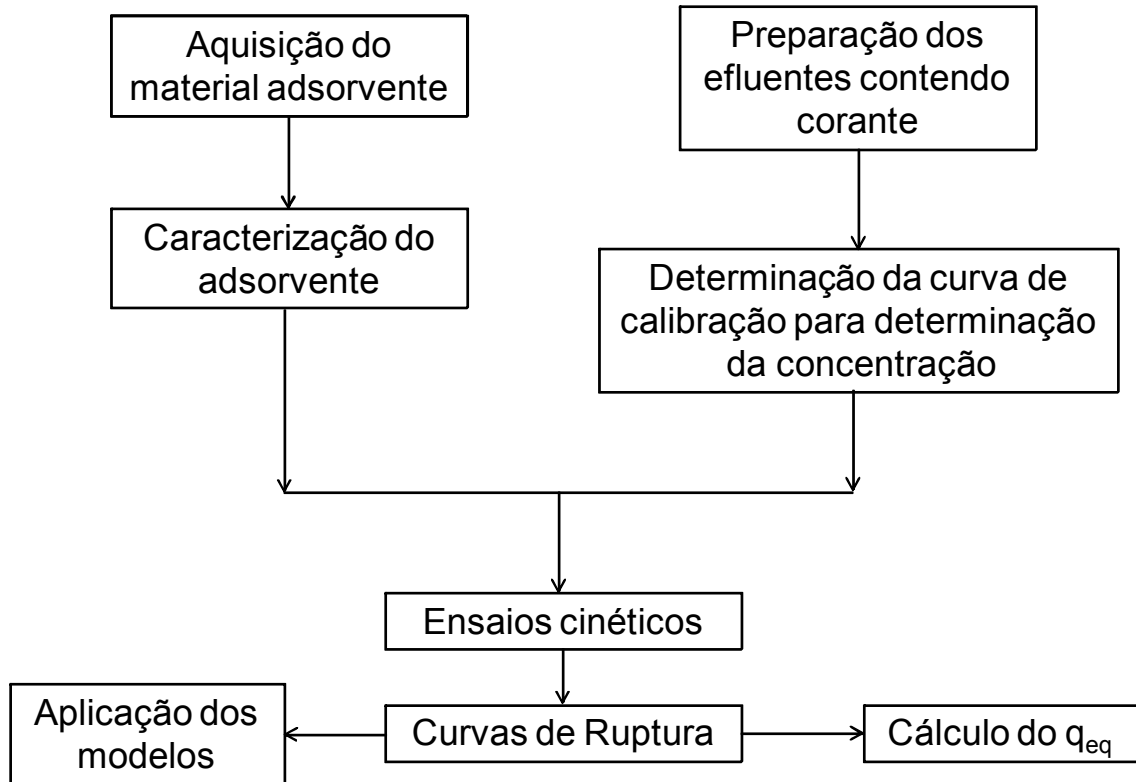 Aquisição do
material adsorvente
Preparação dos
efluentes contendo
corante
Caracterização do
adsorvente
Determinação da curva de
calibração para determinação
da concentração
Ensaios cinéticos
Aplicação dos
modelos
Curvas de Ruptura
Cálculo do qeq